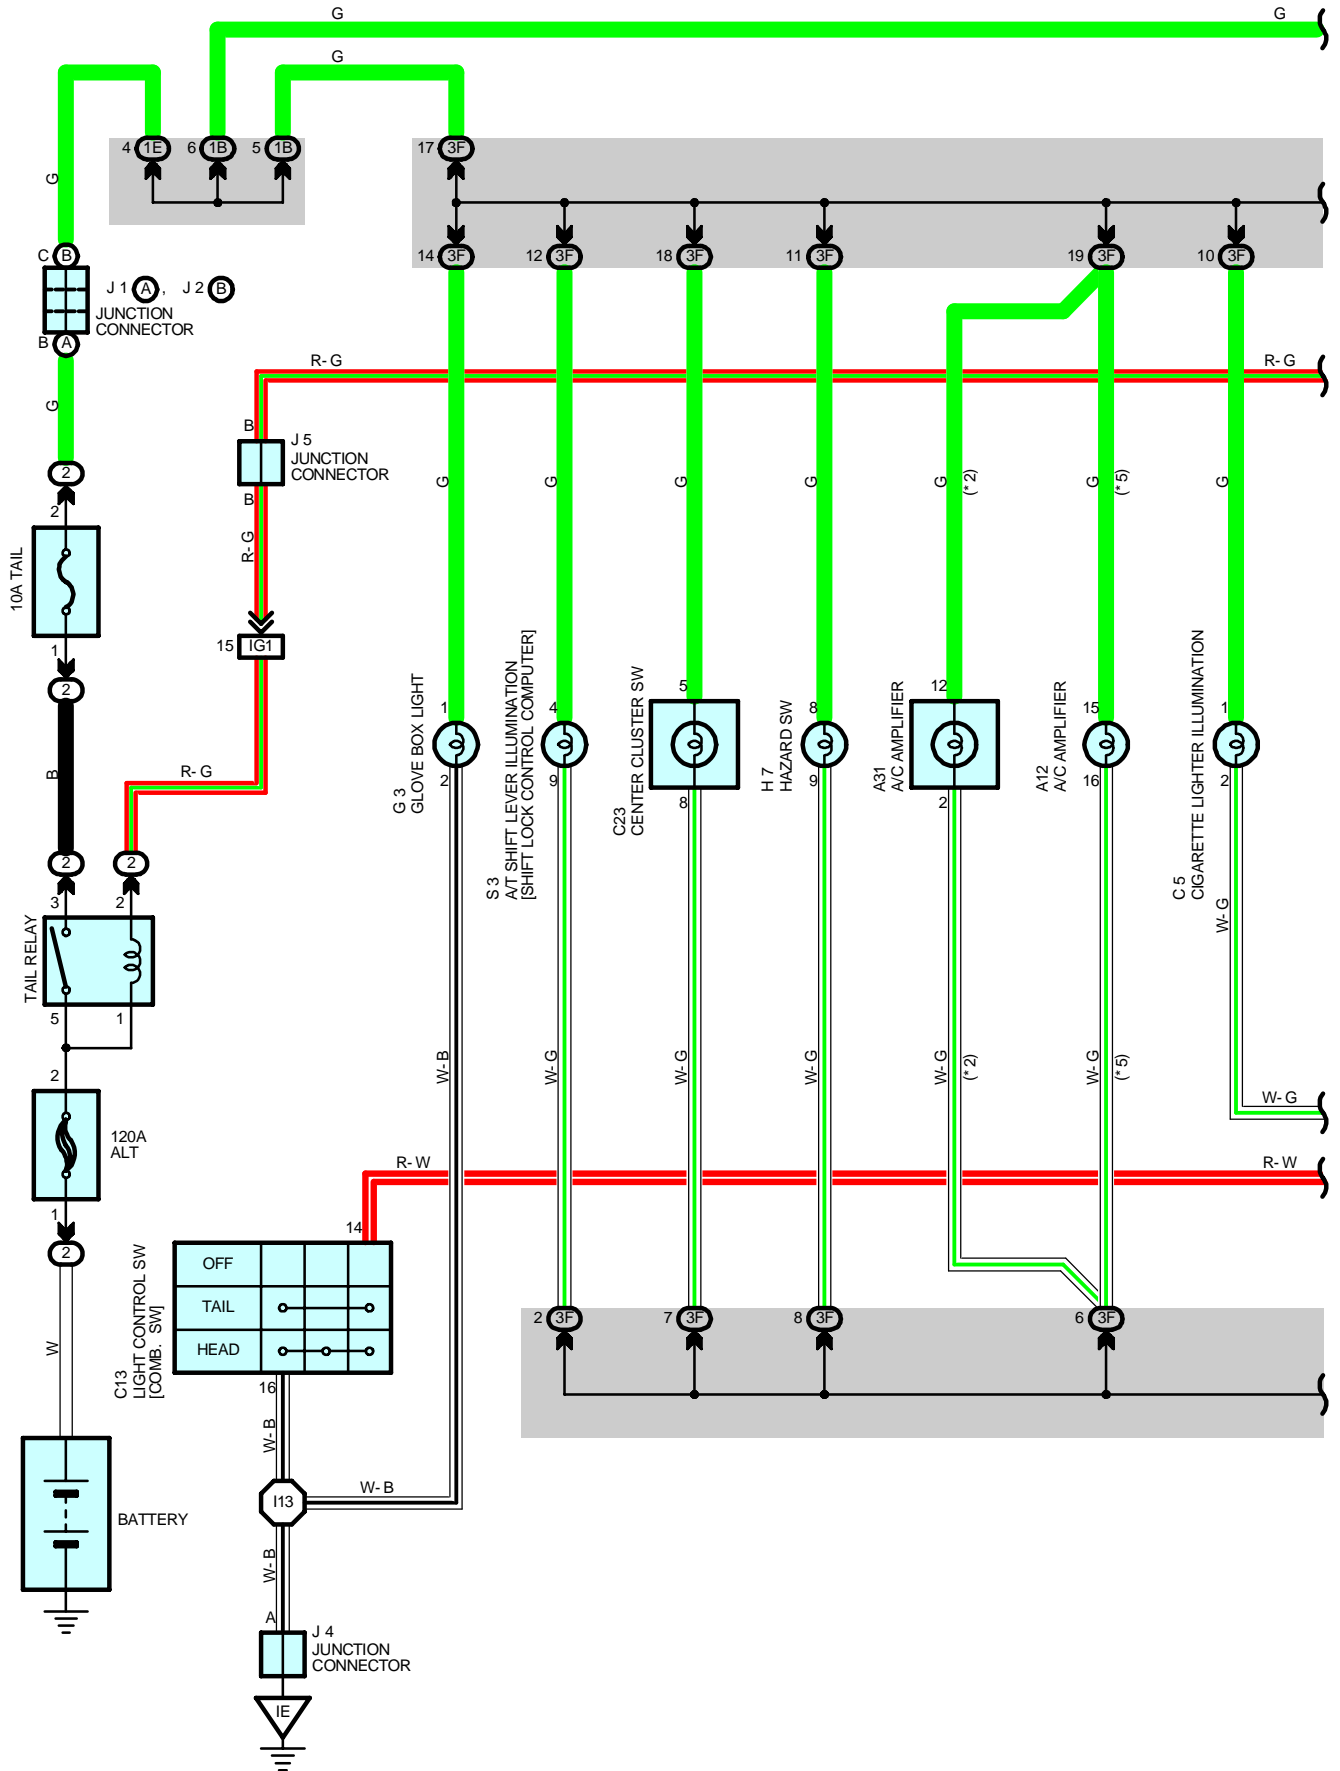 G G
G
4 1E 6 1B 5 1B 17 3F
G
14 3F 12 3F 18 3F 11 3F 19 3F 10 3F
C B
J 1 A , J 2 B
JUNCTION
CONNECTOR
B A
R- G R- G
G
B
J 5
JUNCTION
CONNECTOR
B
2
2
G G G G G (* 2) G (* 5) G
R- G
10A TAIL
1
2
15 IG1
B
R- G
1 4 5 8 12 15 1
G 3
GLOVE BOX LIGHT
2
S 3
A/T SHIFT LEVER ILLUMINATION
[SHIFT LOCK CONTROL COMPUTER]
9
C23
CENTER CLUSTER SW
8
H 7
HAZARD SW
9
A31
A/C AMPLIFIER
2
A12
A/C AMPLIFIER
16
C 5
CIGARETTE LIGHTER ILLUMINATION
2
2 2
3 2
TAIL RELAY
5 1
W- G
W- B W- G W- G W- G W- G (* 2) W- G (* 5)
2
W- G
120A
ALT
1
2
R- W R- W
14
C13
LIGHT CONTROL SW
[COMB. SW]
OFF
TAIL
HEAD
16
2 3F 7 3F 8 3F 6 3F
W
W- B
W- B
I13
BATTERY
W- B
A
J 4
JUNCTION
CONNECTOR
IE